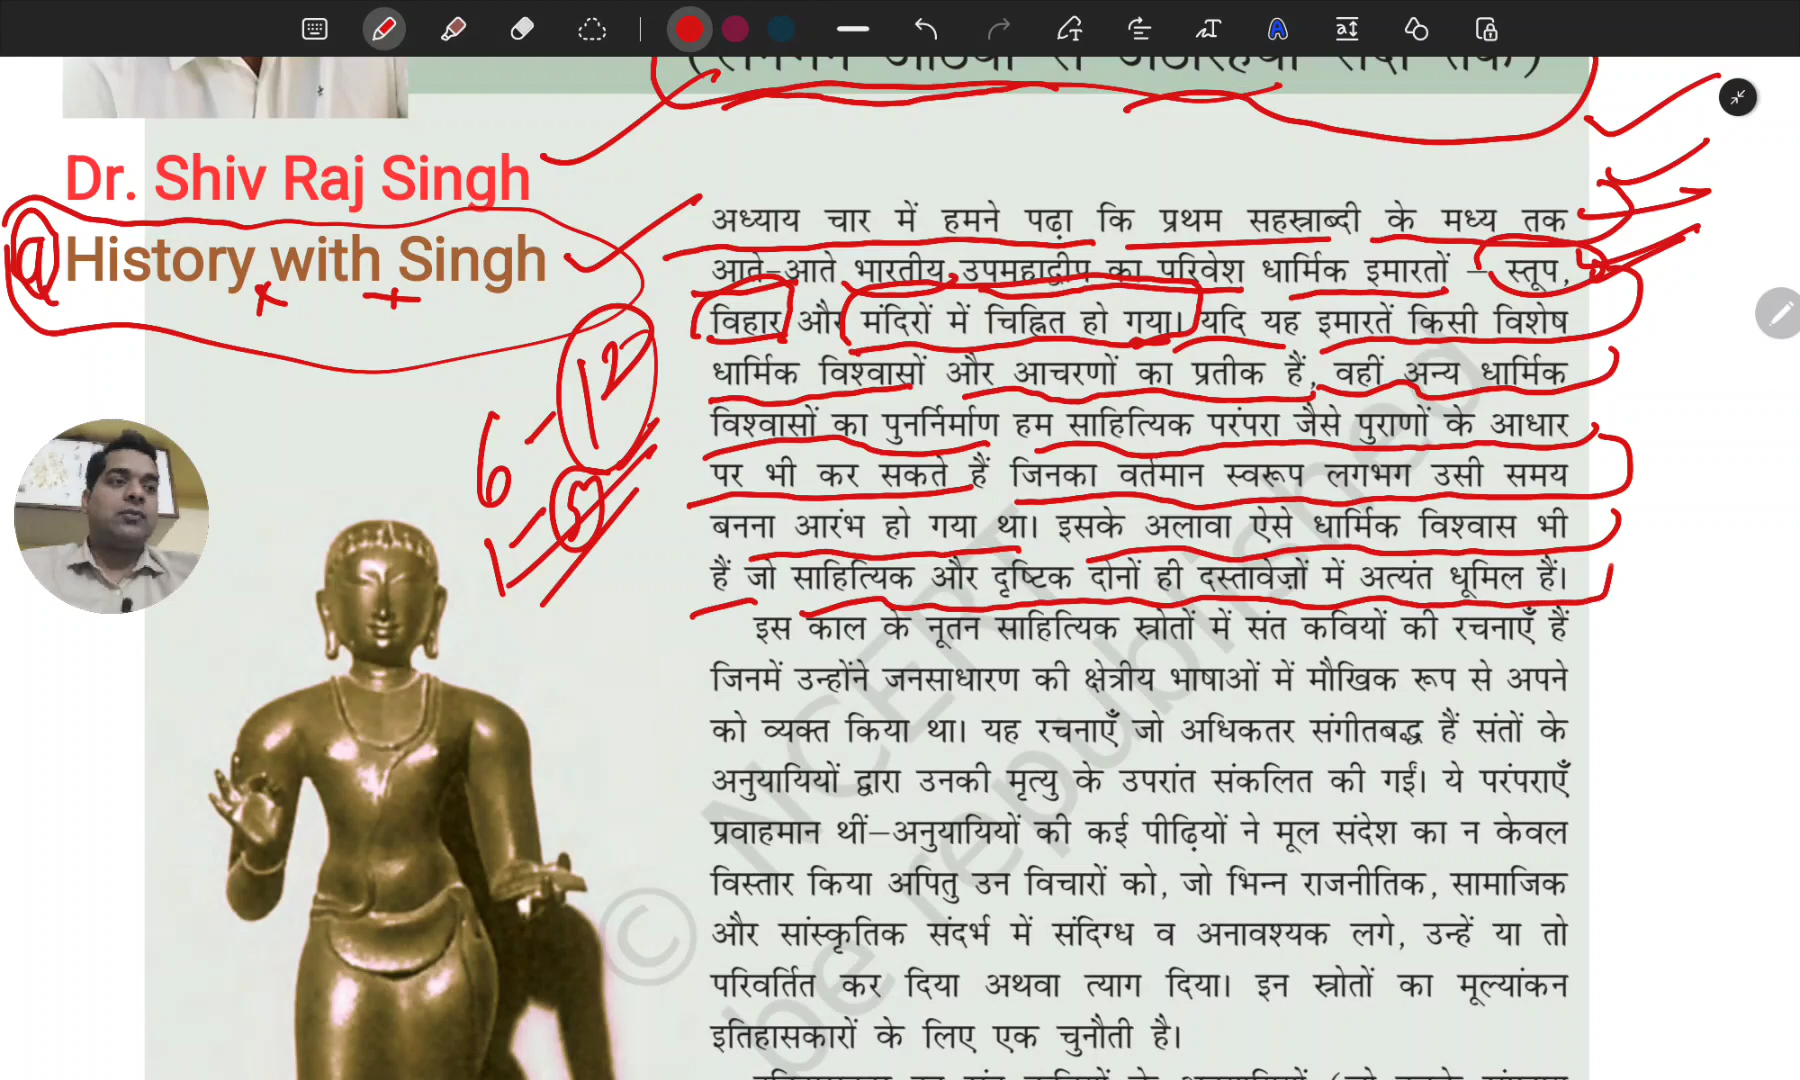 Dr. Shiv Raj Singh
@History with Singh
6 - 12
1 - 5
अध्याय चार में हमने पढ़ा कि प्रथम सहस्राब्दी के मध्य तक
आते-आते भारतीय उपमहाद्वीप का परिवेश धार्मिक इमारतों – स्तूप,
विहार और मंदिरों में चिह्नित हो गया। यदि यह इमारतें किसी विशेष
धार्मिक विश्वासों और आचरणों का प्रतीक हैं, वहीं अन्य धार्मिक
विश्वासों का पुनर्निर्माण हम साहित्यिक परंपरा जैसे पुराणों के आधार
पर भी कर सकते हैं जिनका वर्तमान स्वरूप लगभग उसी समय
बनना आरंभ हो गया था। इसके अलावा ऐसे धार्मिक विश्वास भी
हैं जो साहित्यिक और दृष्टिक दोनों ही दस्तावेज़ों में अत्यंत धूमिल हैं।
इस काल के नूतन साहित्यिक स्रोतों में संत कवियों की रचनाएँ हैं
जिनमें उन्होंने जनसाधारण की क्षेत्रीय भाषाओं में मौखिक रूप से अपने
को व्यक्त किया था। यह रचनाएँ जो अधिकतर संगीतबद्ध हैं संतों के
अनुयायियों द्वारा उनकी मृत्यु के उपरांत संकलित की गईं। ये परंपराएँ
प्रवाहमान थीं–अनुयायियों की कई पीढ़ियों ने मूल संदेश का न केवल
विस्तार किया अपितु उन विचारों को, जो भिन्न राजनीतिक, सामाजिक
और सांस्कृतिक संदर्भ में संदिग्ध व अनावश्यक लगे, उन्हें या तो
परिवर्तित कर दिया अथवा त्याग दिया। इन स्रोतों का मूल्यांकन
इतिहासकारों के लिए एक चुनौती है।
© NCERT
be republished